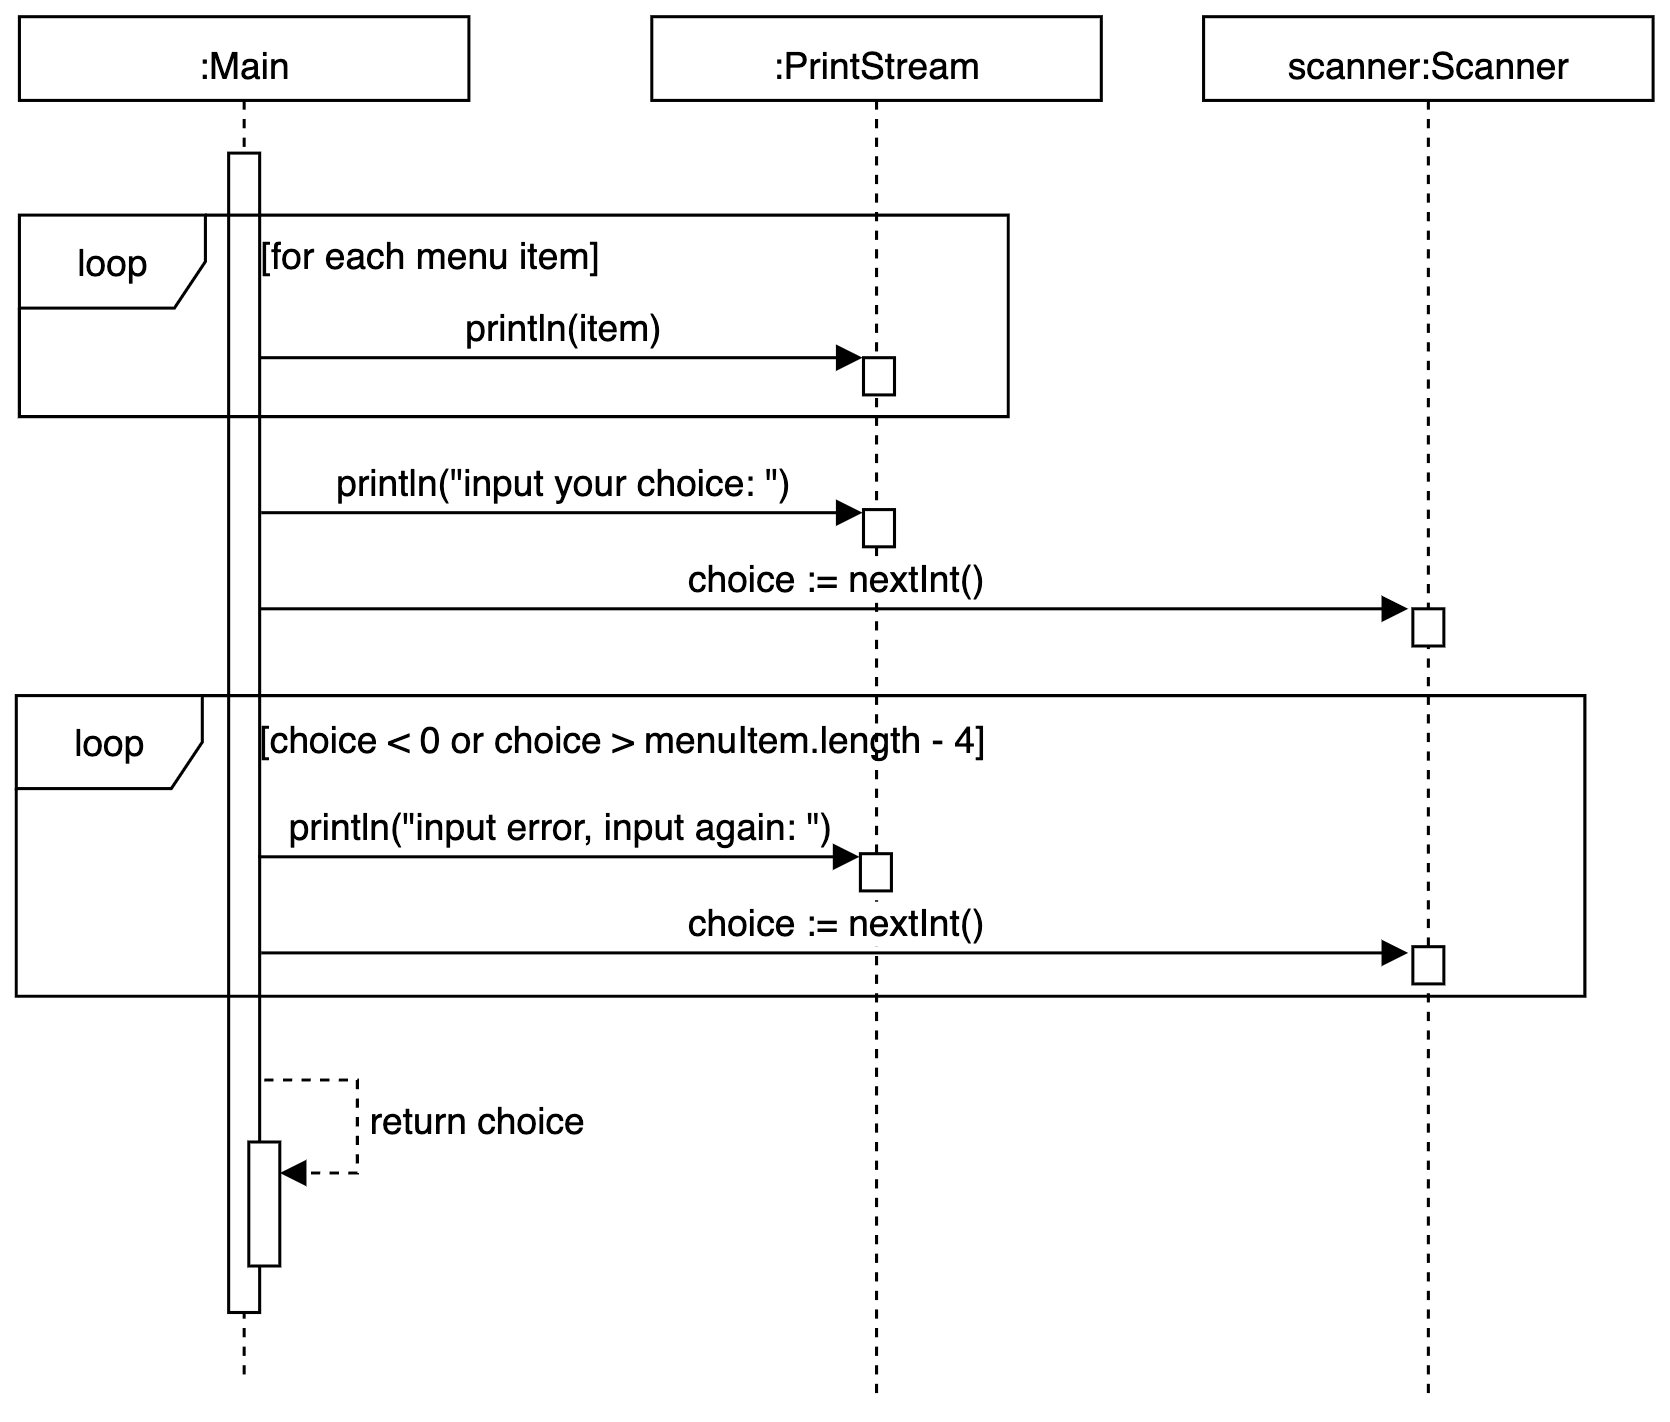 :Main
:PrintStream
scanner:Scanner
loop
[for each menu item]
println(item)
println("input your choice: ")
choice := nextInt()
loop
[choice < 0 or choice > menuItem.length - 4]
println("input error, input again: ")
choice := nextInt()
return choice